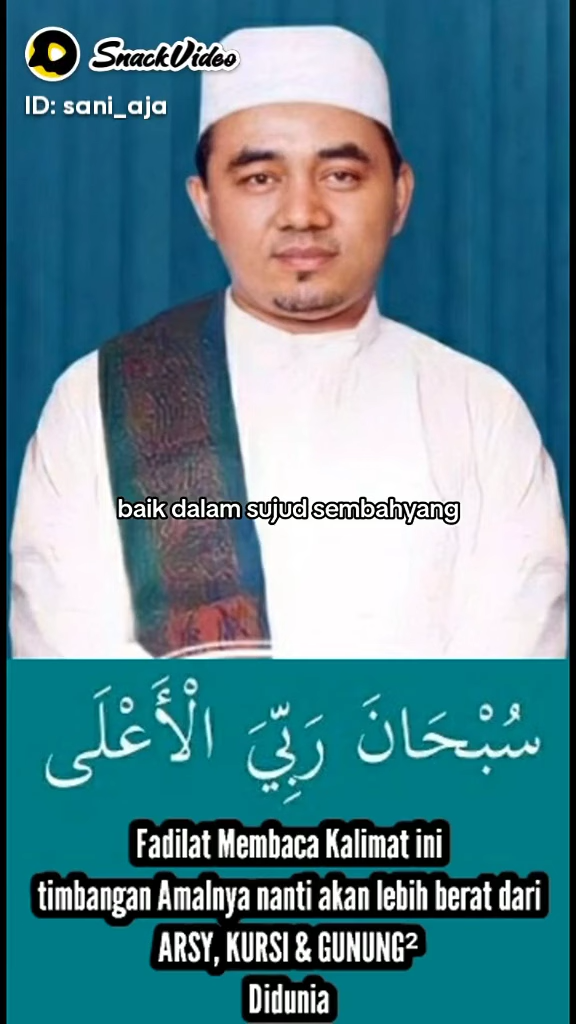 SnackVideo
ID: sani_aja
baik dalam sujud sembahyang
سُبْحَانَ رَبِّيَ الْأَعْلَى
Fadilat Membaca Kalimat ini
timbangan Amalnya nanti akan lebih berat dari
ARSY, KURSI & GUNUNG²
Didunia